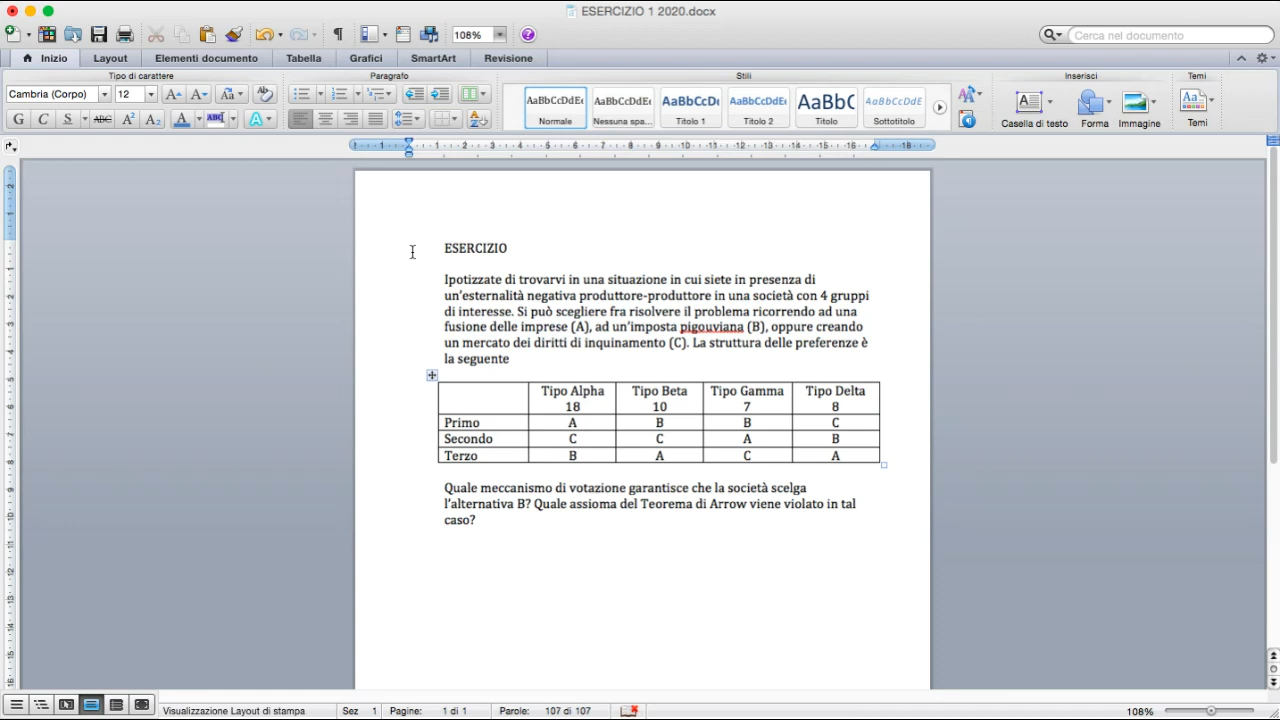 ESERCIZIO 1 2020.docx
108%
Cerca nel documento
Inizio Layout Elementi documento Tabella Grafici SmartArt Revisione
Tipo di carattere Paragrafo Stili Inserisci Temi
Cambria (Corpo) 12
AaBbCcDdEe AaBbCcDdEe AaBbCcDc AaBbCcDdEe AaBbC AaBbCcDdE
Normale Nessuna spa... Titolo 1 Titolo 2 Titolo Sottotitolo
Casella di testo Forma Immagine Temi
G C S ABC A² A₂ A ABC A
ESERCIZIO
Ipotizzate di trovarvi in una situazione in cui siete in presenza di
un'esternalità negativa produttore-produttore in una società con 4 gruppi
di interesse. Si può scegliere fra risolvere il problema ricorrendo ad una
fusione delle imprese (A), ad un'imposta pigouviana (B), oppure creando
un mercato dei diritti di inquinamento (C). La struttura delle preferenze è
la seguente
Tipo Alpha Tipo Beta Tipo Gamma Tipo Delta
18 10 7 8
Primo A B B C
Secondo C C A B
Terzo B A C A
Quale meccanismo di votazione garantisce che la società scelga
l'alternativa B? Quale assioma del Teorema di Arrow viene violato in tal
caso?
Visualizzazione Layout di stampa Sez 1 Pagine: 1 di 1 Parole: 107 di 107 108%